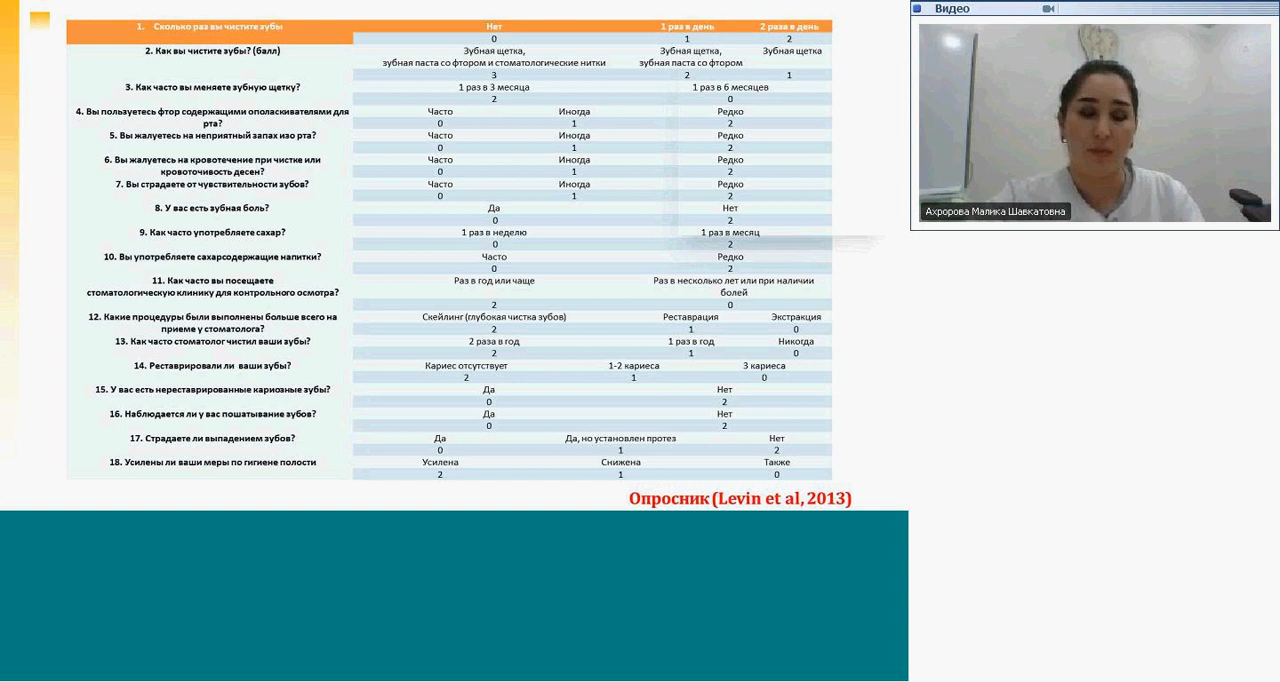 1. Сколько раз вы чистите зубы Нет 1 раз в день 2 раза в день
0 1 2
2. Как вы чистите зубы? (балл) Зубная щетка, Зубная щетка, Зубная щетка
зубная паста со фтором и стоматологические нитки зубная паста со фтором
3 2 1
3. Как часто вы меняете зубную щетку? 1 раз в 3 месяца 1 раз в 6 месяцев
2 0
4. Вы пользуетесь фтор содержащими ополаскивателями для Часто Иногда Редко
рта? 0 1 2
5. Вы жалуетесь на неприятный запах изо рта? Часто Иногда Редко
0 1 2
6. Вы жалуетесь на кровотечение при чистке или Часто Иногда Редко
кроточивость десен? 0 1 2
7. Вы страдаете от чувствительности зубов? Часто Иногда Редко
0 1 2
8. У вас есть зубная боль? Да Нет
0 2
9. Как часто употребляете сахар? 1 раз в неделю 1 раз в месяц
0 2
10. Вы употребляете сахарсодержащие напитки? Часто Редко
0 2
11. Как часто вы посещаете Раз в год или чаще Раз в несколько лет или при наличии
стоматологическую клинику для контрольного осмотра? болей
2 0
12. Какие процедуры были выполнены больше всего на Скейлинг (глубокая чистка зубов) Реставрация Экстракция
приеме у стоматолога? 2 1 0
13. Как часто стоматолог чистил ваши зубы? 2 раза в год 1 раз в год Никогда
2 1 0
14. Реставрировали ли ваши зубы? Кариес отсутствует 1-2 кариеса 3 кариеса
2 1 0
15. У вас есть нереставрированные кариозные зубы? Да Нет
0 2
16. Наблюдается ли у вас пошатывание зубов? Да Нет
0 2
17. Страдаете ли выпадением зубов? Да Да, но установлен протез Нет
0 1 2
18. Усилены ли ваши меры по гигиене полости Усилена Снижена Также
2 1 0
Опросник (Levin et al, 2013)
Видео
Ахророва Малика Шавкатовна